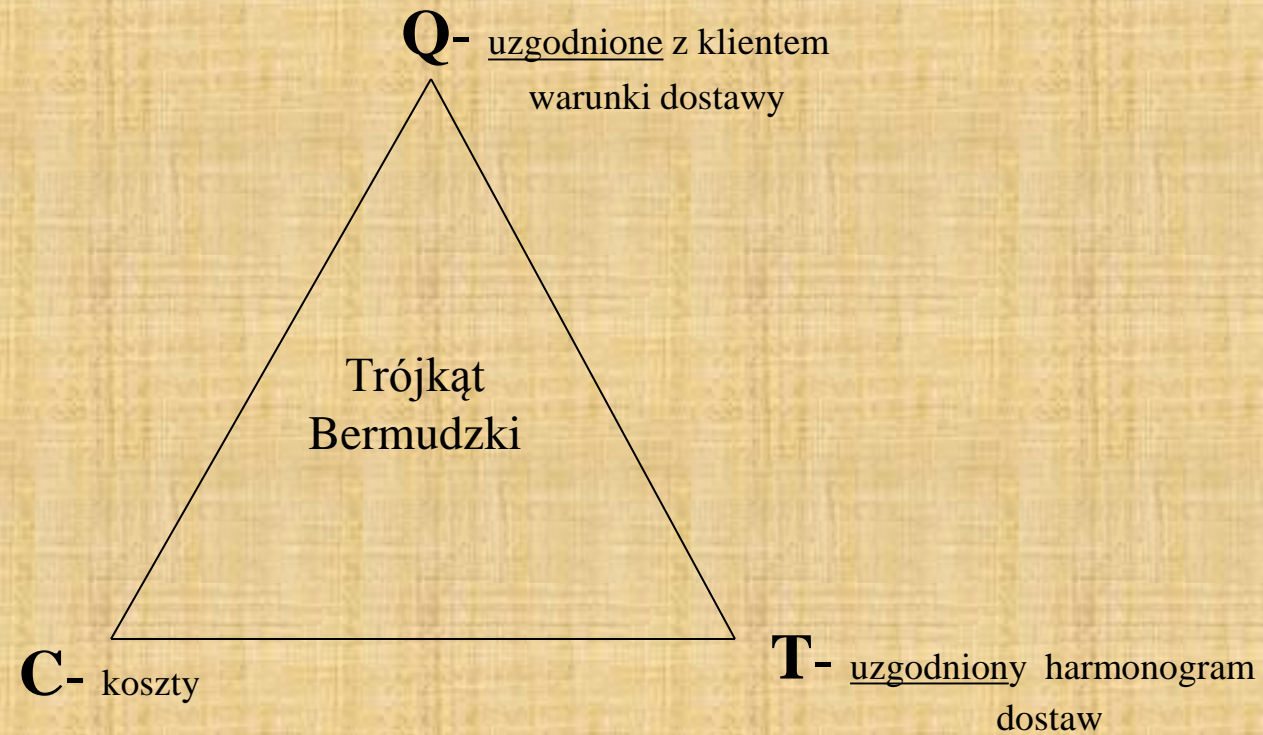 Q- uzgodnione z klientem
warunki dostawy
Trójkąt
Bermudzki
C- koszty
T- uzgodniony harmonogram
dostaw